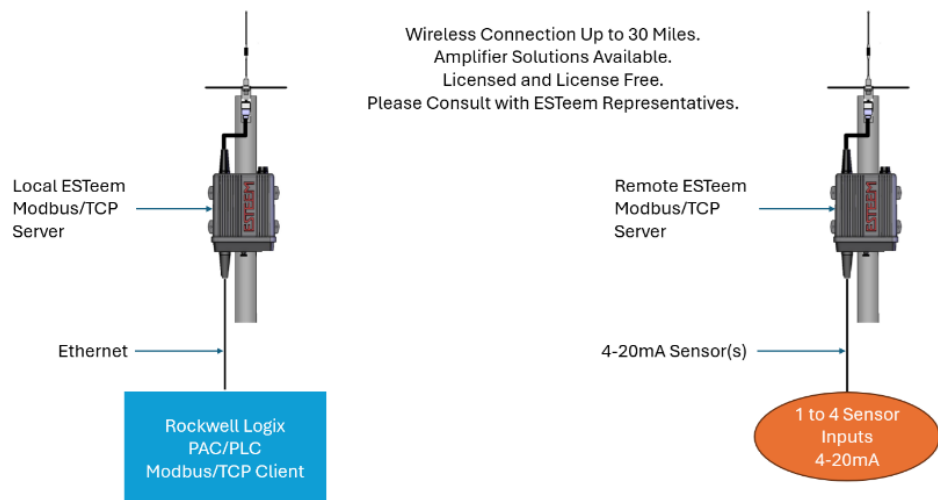 Wireless Connection Up to 30 Miles.
Amplifier Solutions Available.
Licensed and License Free.
Please Consult with ESTeem Representatives.
Local ESTeem
Modbus/TCP
Server
ESTEEM
Remote ESTeem
Modbus/TCP
Server
ESTEEM
Ethernet
4-20mA Sensor(s)
Rockwell Logix
PAC/PLC
Modbus/TCP Client
1 to 4 Sensor
Inputs
4-20mA